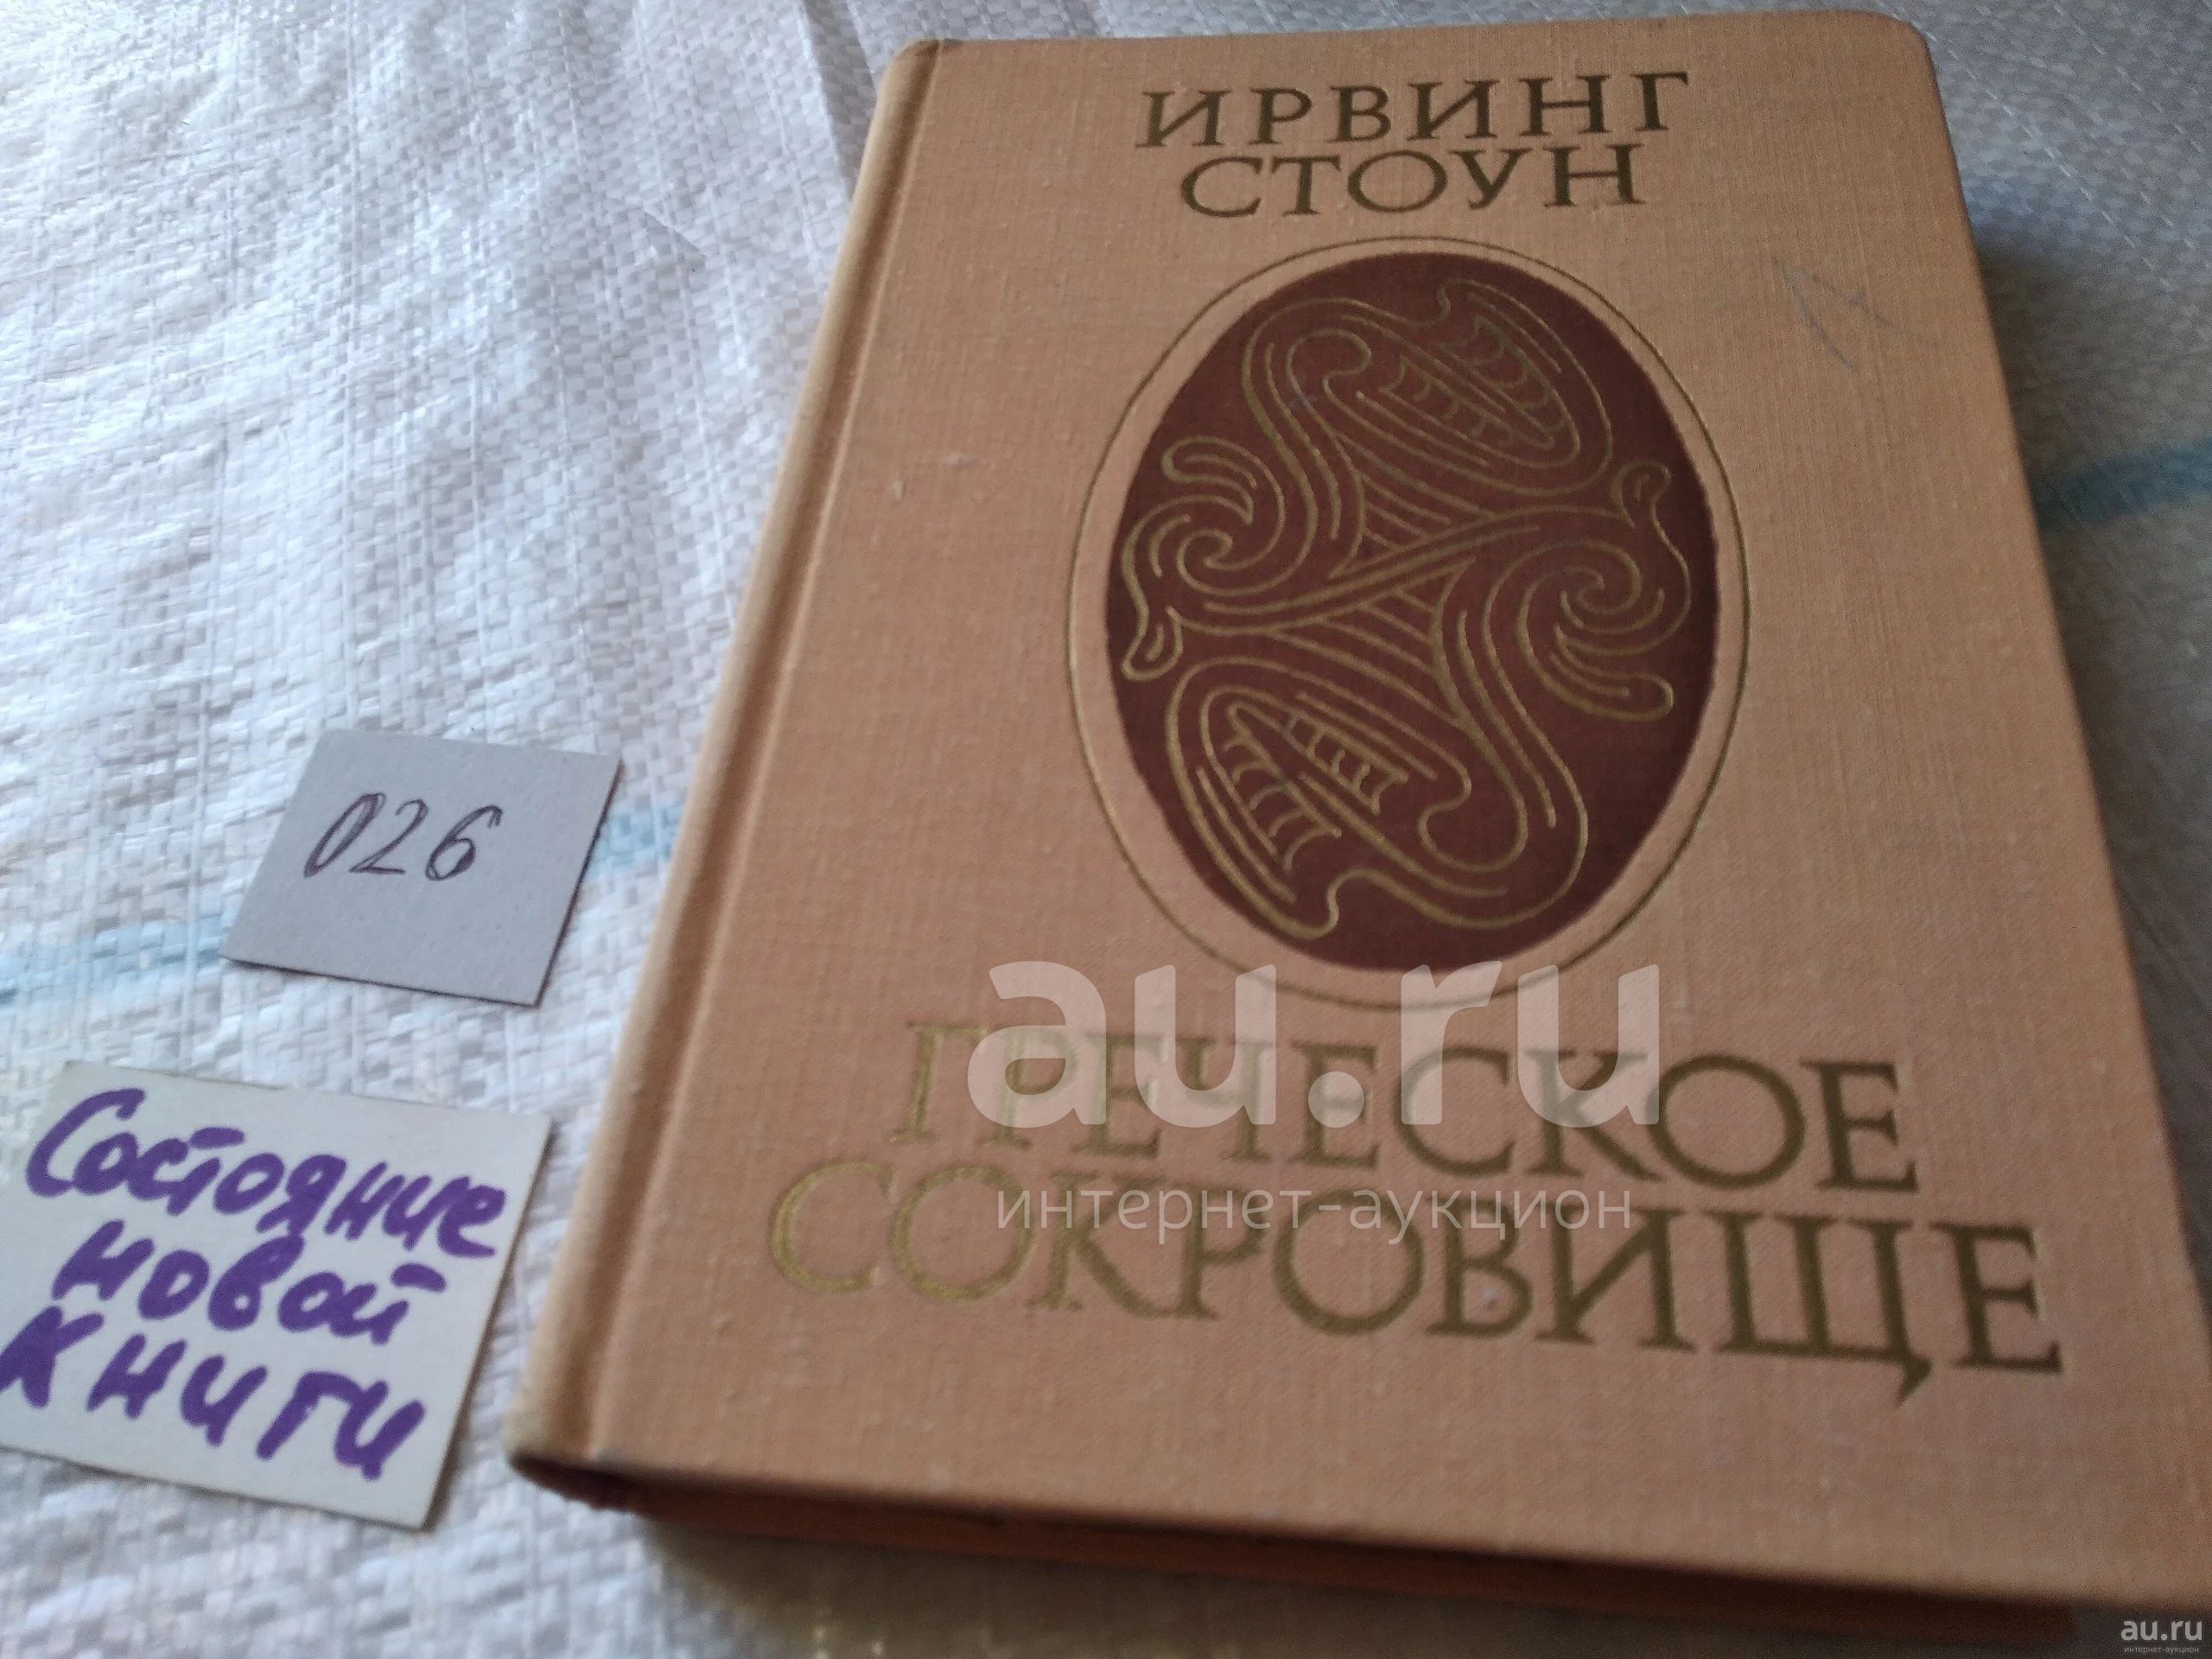 ИРВИНГ
СТОУН
ГРЕЧЕСКОЕ
СОКРОВИЩЕ
026
Состояние
новой
книги
au.ru
интернет-аукцион
au.ru
интернет-аукцион